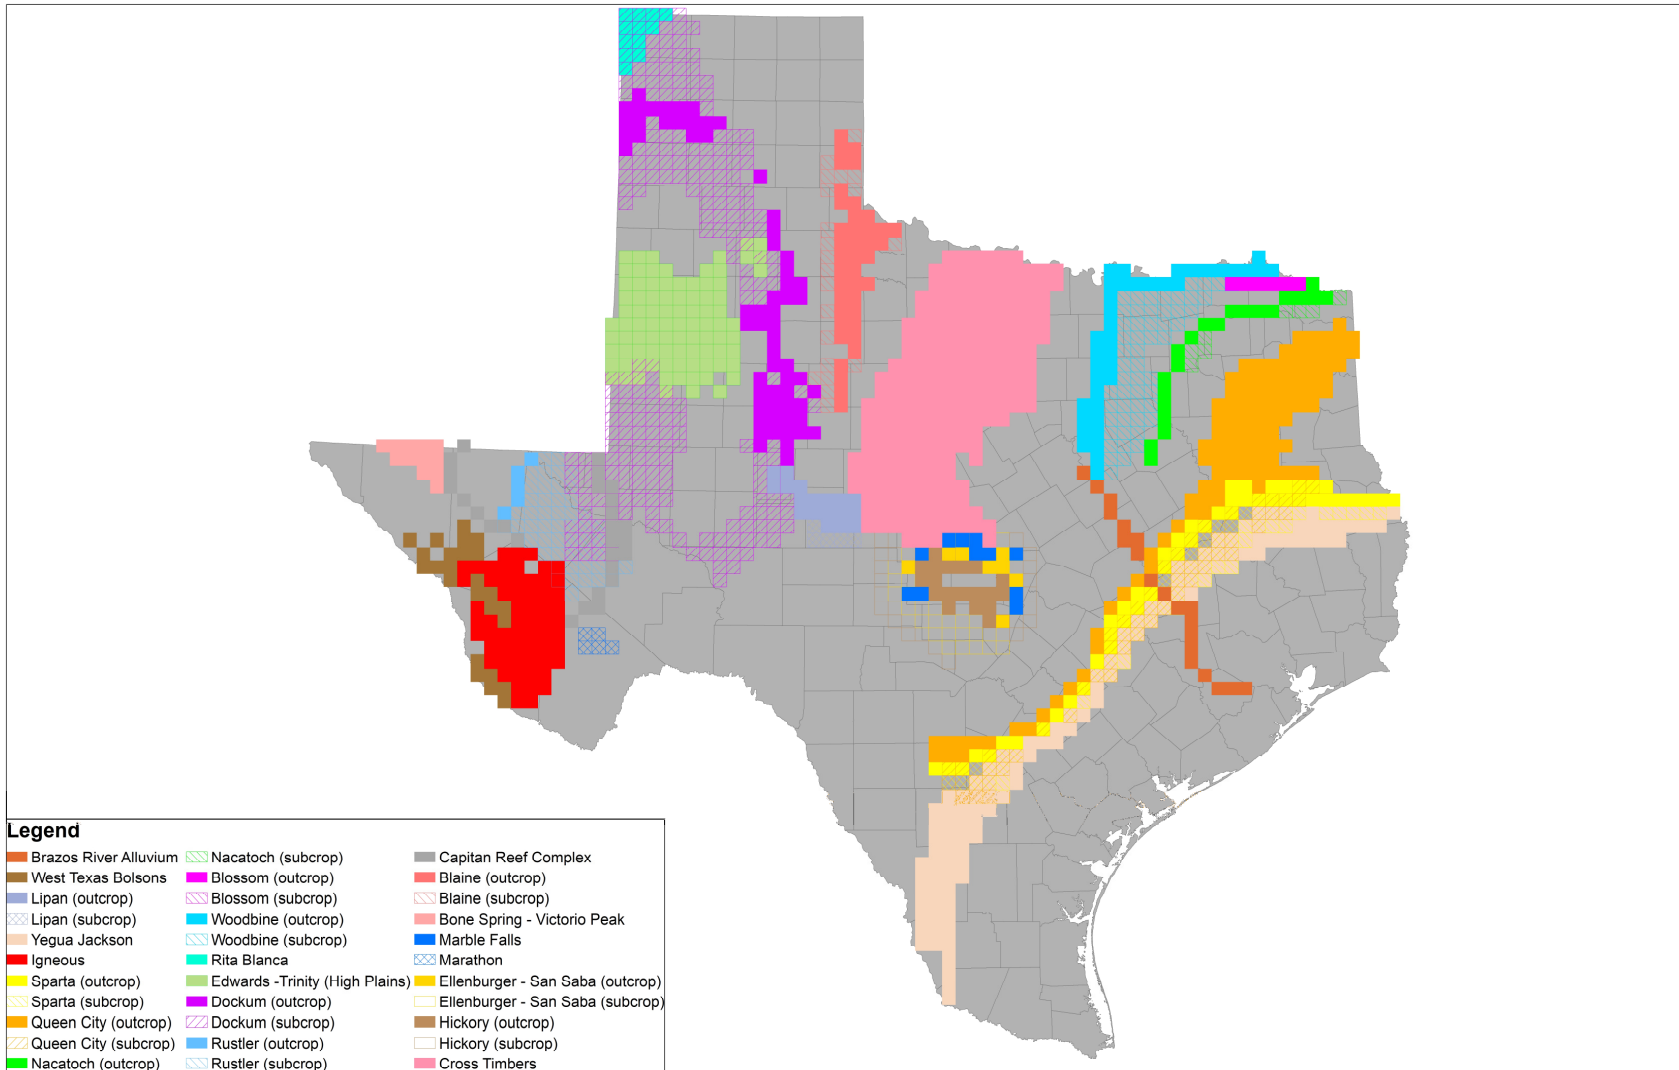 Legend
Brazos River Alluvium
West Texas Bolsons
Lipan (outcrop)
Lipan (subcrop)
Yegua Jackson
Igneous
Sparta (outcrop)
Sparta (subcrop)
Queen City (outcrop)
Queen City (subcrop)
Nacatoch (outcrop)
Nacatoch (subcrop)
Blossom (outcrop)
Blossom (subcrop)
Woodbine (outcrop)
Woodbine (subcrop)
Rita Blanca
Edwards -Trinity (High Plains)
Dockum (outcrop)
Dockum (subcrop)
Rustler (outcrop)
Rustler (subcrop)
Capitan Reef Complex
Blaine (outcrop)
Blaine (subcrop)
Bone Spring - Victorio Peak
Marble Falls
Marathon
Ellenburger - San Saba (outcrop)
Ellenburger - San Saba (subcrop)
Hickory (outcrop)
Hickory (subcrop)
Cross Timbers